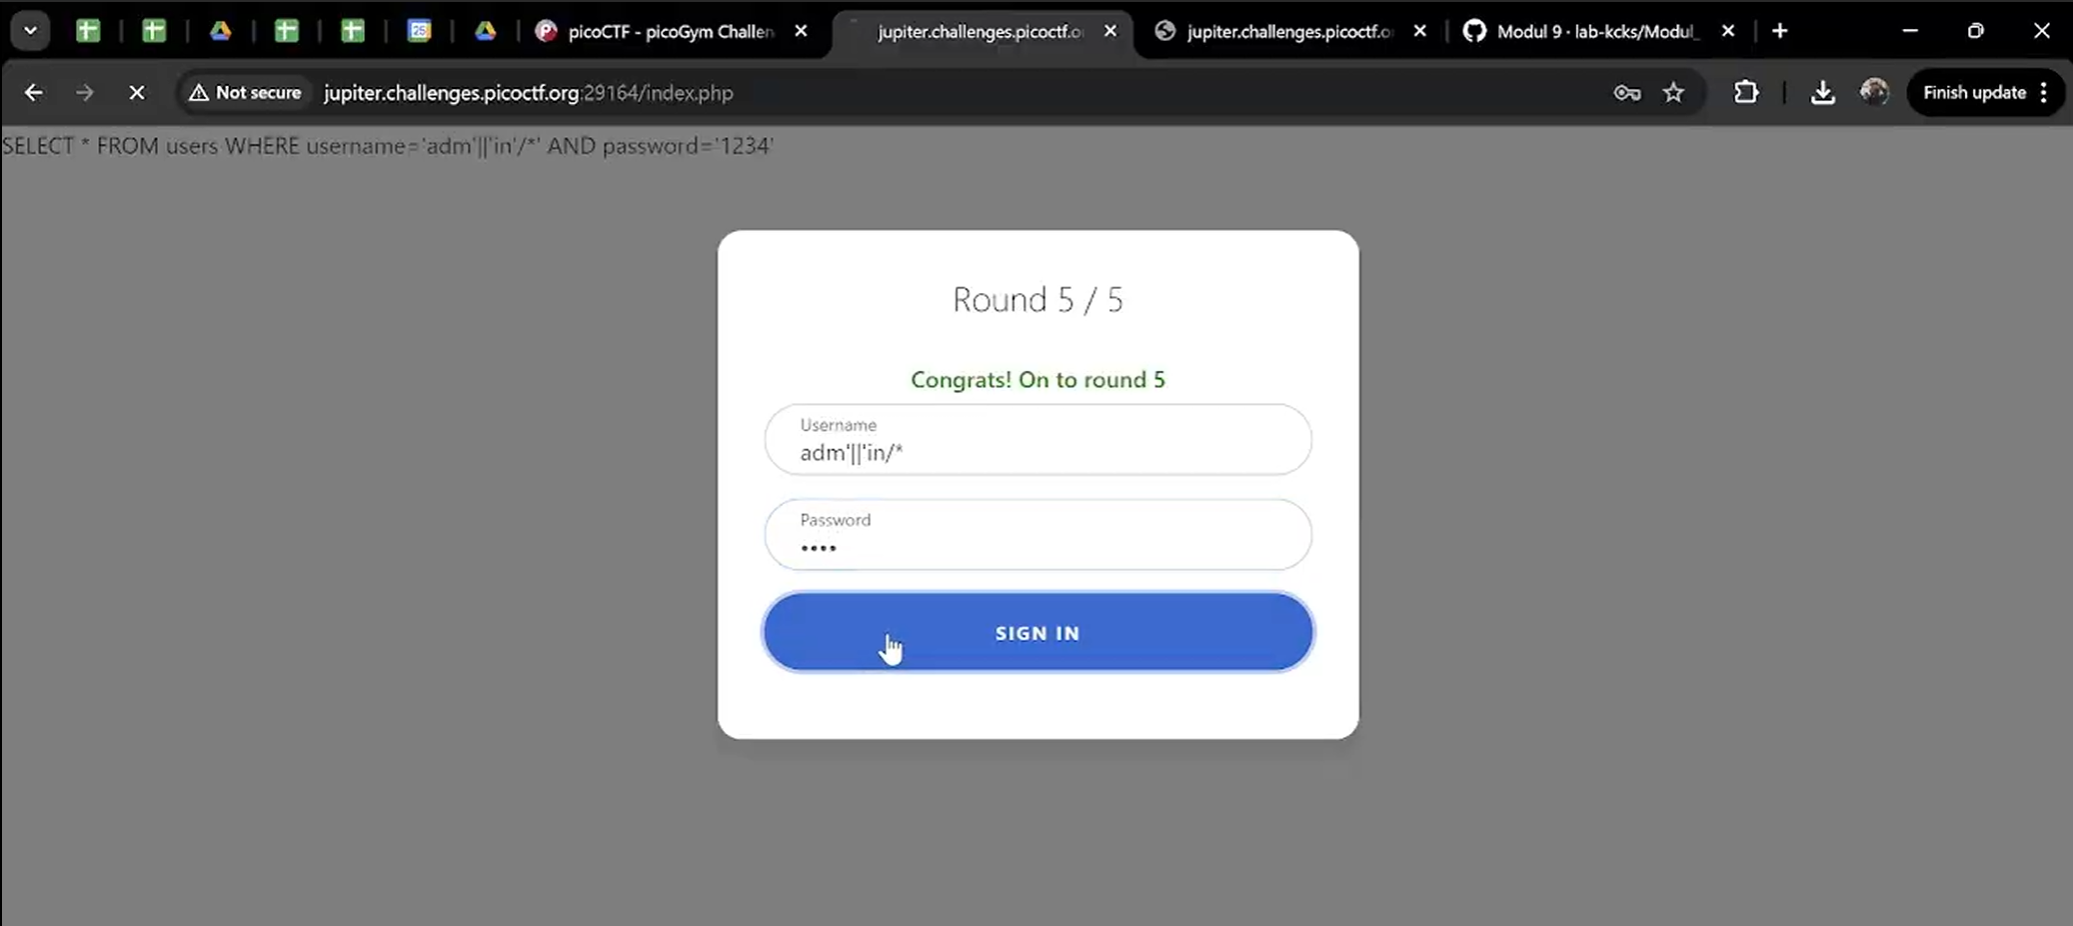 picoCTF - picoGym Challen
jupiter.challenges.picoctf.o
jupiter.challenges.picoctf.o
Modul 9 · lab-kcks/Modul_
Not secure
jupiter.challenges.picoctf.org:29164/index.php
Finish update
SELECT * FROM users WHERE username='adm'||'in'/*' AND password='1234'
Round 5 / 5
Congrats! On to round 5
Username
adm'||'in/*
Password
••••
SIGN IN